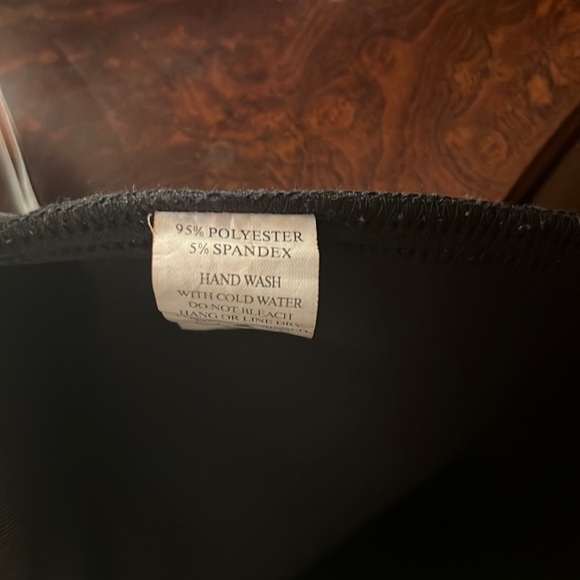 95% POLYESTER
5% SPANDEX
HAND WASH
WITH COLD WATER
DO NOT BLEACH
HANG OR LINE DRY